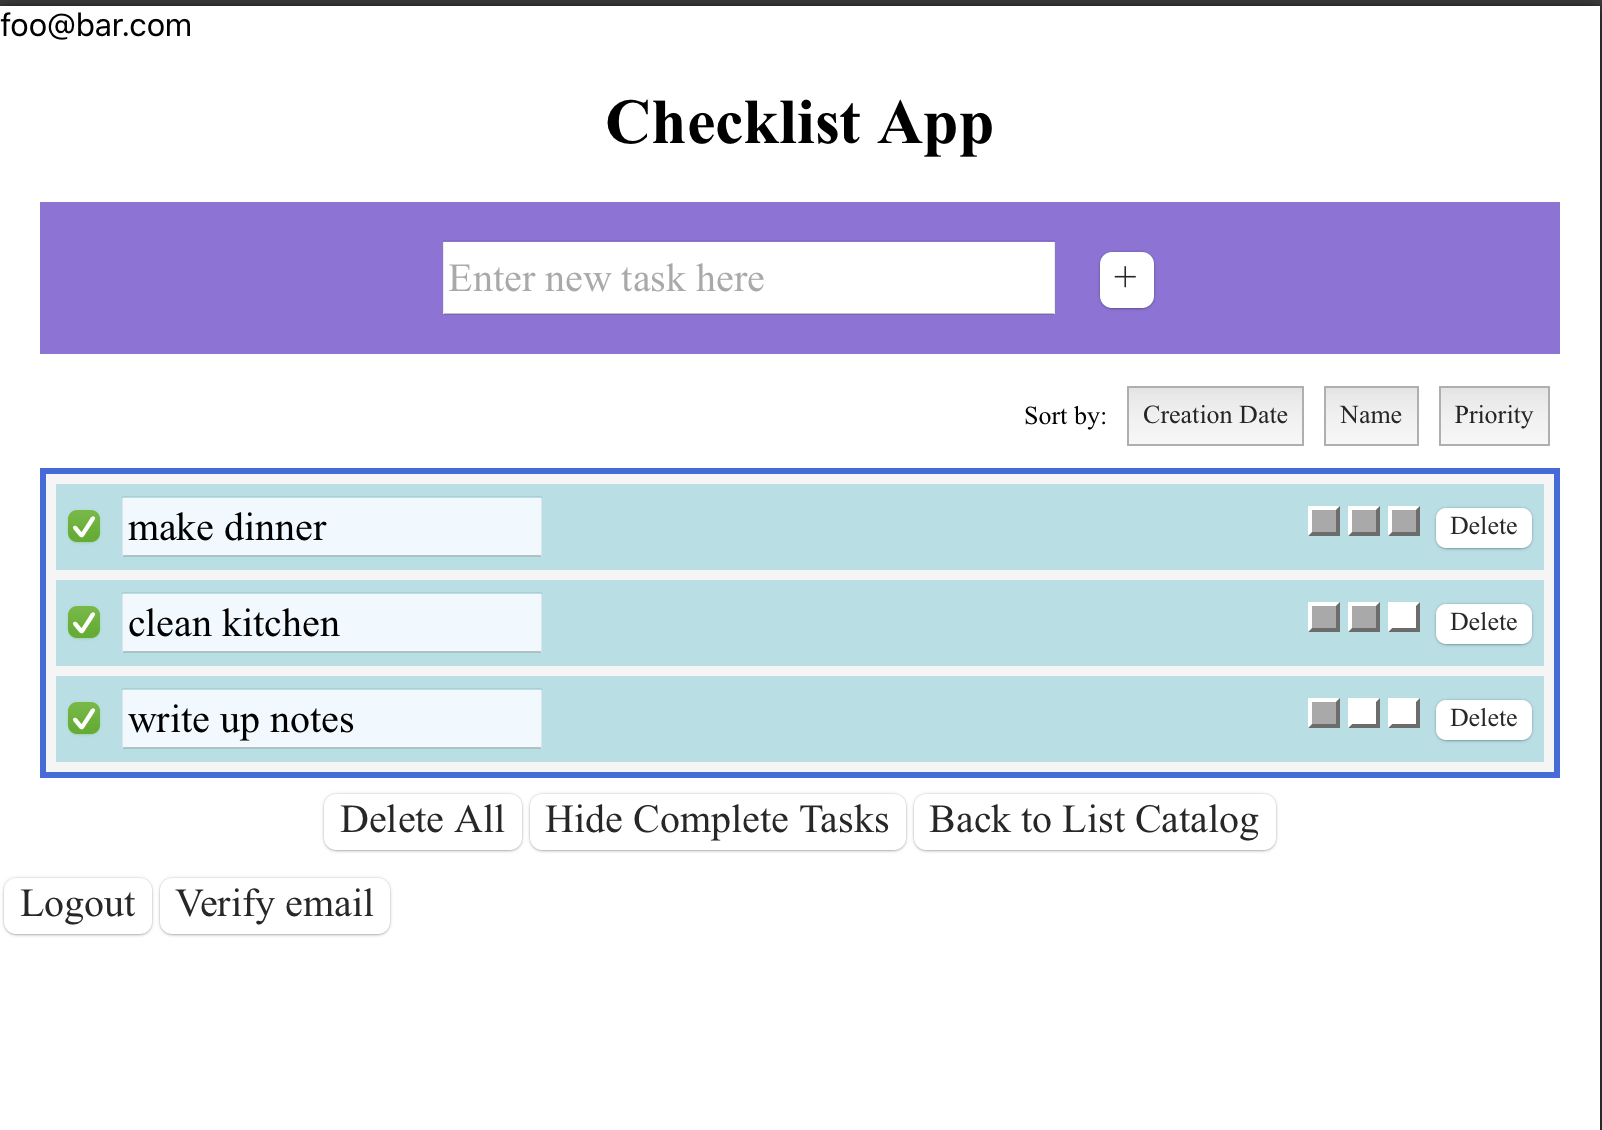 foo@bar.com
Checklist App
Enter new task here +
Sort by: Creation Date Name Priority
make dinner Delete
clean kitchen Delete
write up notes Delete
Delete All Hide Complete Tasks Back to List Catalog
Logout Verify email